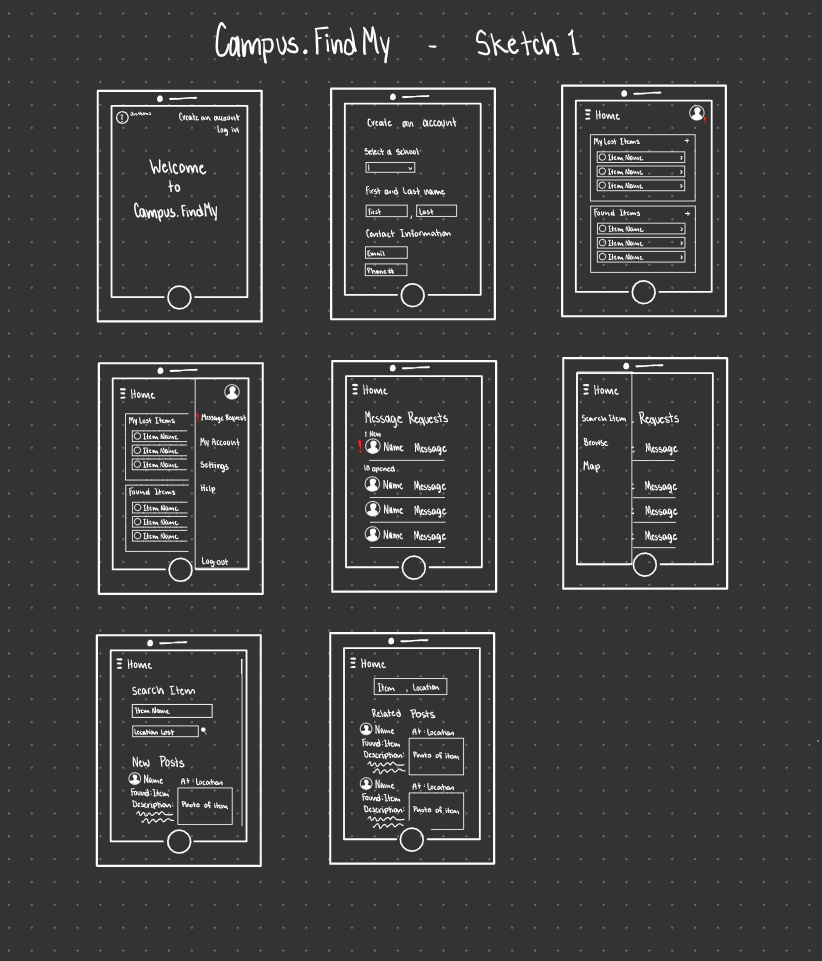 Campus.FindMy - Sketch 1
?
Create an account
Log in
Welcome
to
Campus.FindMy
Create an account
Select a School
First and Last name
First , Last
Contact Information
Email
Phone#
Home
!
My Lost Items +
Item Name >
Item Name >
Item Name >
Found Items +
Item Name >
Item Name >
Item Name >
Home
My Lost Items
Item Name
Item Name
Item Name
Found Items
Item Name
Item Name
Item Name
! Message Request
My Account
Settings
Help
Log out
Home
Message Requests
1 New
! Name Message
10 opened
Name Message
Name Message
Name Message
Home
Search Item
Browse
Map
Requests
Message
Message
Message
Message
Home
Search Item
Item Name
Location Lost
New Posts
Name At: Location
Found: Item
Description:
Photo of item
Home
Item , Location
Related Posts
Name At: Location
Found: Item
Description:
Photo of item
Name At: Location
Found: Item
Description:
Photo of item